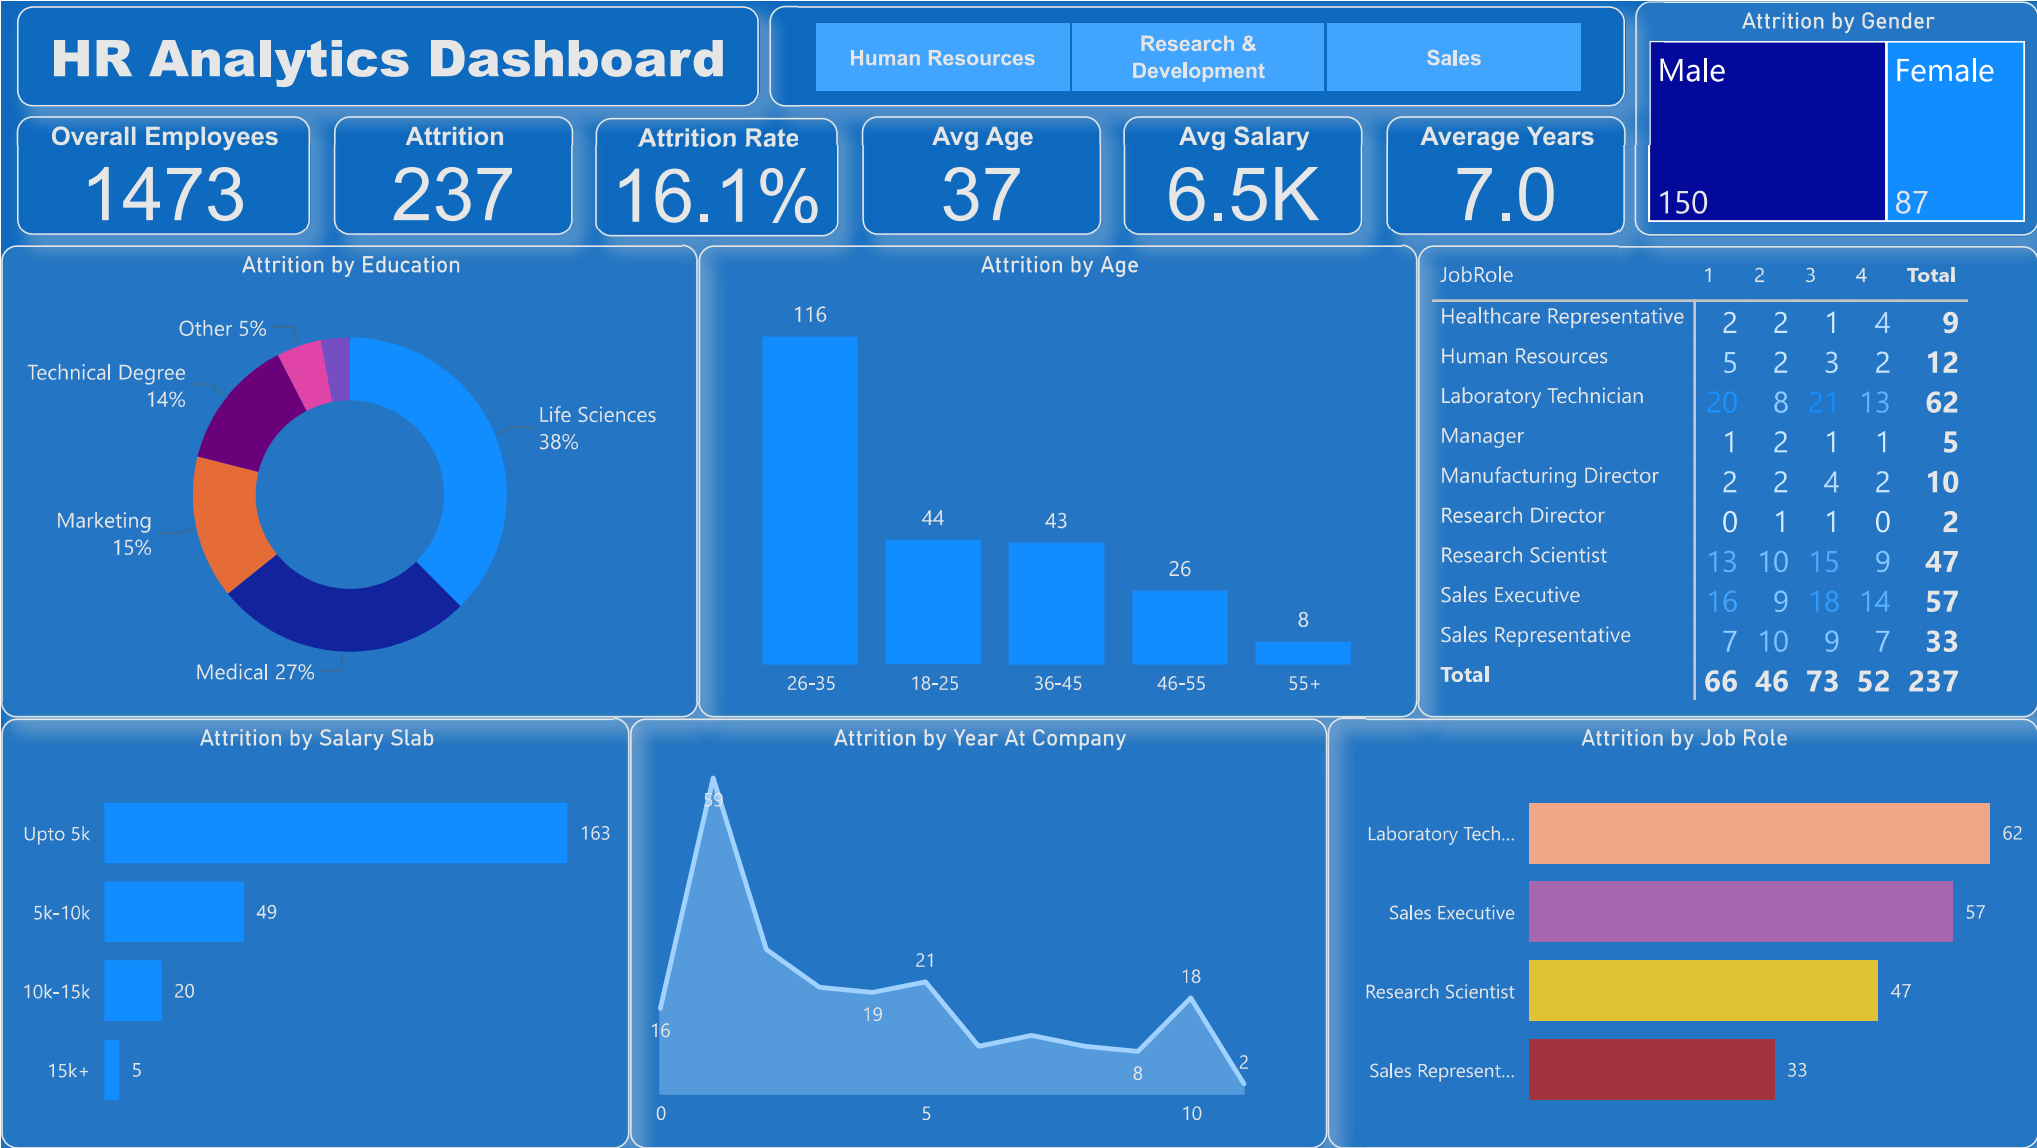 HR Analytics Dashboard
Human Resources
Research &
Development
Sales
Attrition by Gender
Male
Female
150
87
Overall Employees
1473
Attrition
237
Attrition Rate
16.1%
Avg Age
37
Avg Salary
6.5K
Average Years
7.0
Attrition by Education
Other 5%
Technical Degree
14%
Life Sciences
38%
Marketing
15%
Medical 27%
Attrition by Age
116
44
43
26
8
26-35 18-25 36-45 46-55 55+
JobRole 1 2 3 4 Total
Healthcare Representative 2 2 1 4 9
Human Resources 5 2 3 2 12
Laboratory Technician 20 8 21 13 62
Manager 1 2 1 1 5
Manufacturing Director 2 2 4 2 10
Research Director 0 1 1 0 2
Research Scientist 13 10 15 9 47
Sales Executive 16 9 18 14 57
Sales Representative 7 10 9 7 33
Total 66 46 73 52 237
Attrition by Salary Slab
Upto 5k 163
5k-10k 49
10k-15k 20
15k+ 5
Attrition by Year At Company
59
21
18
19
16
8
2
0 5 10
Attrition by Job Role
Laboratory Tech... 62
Sales Executive 57
Research Scientist 47
Sales Represent... 33